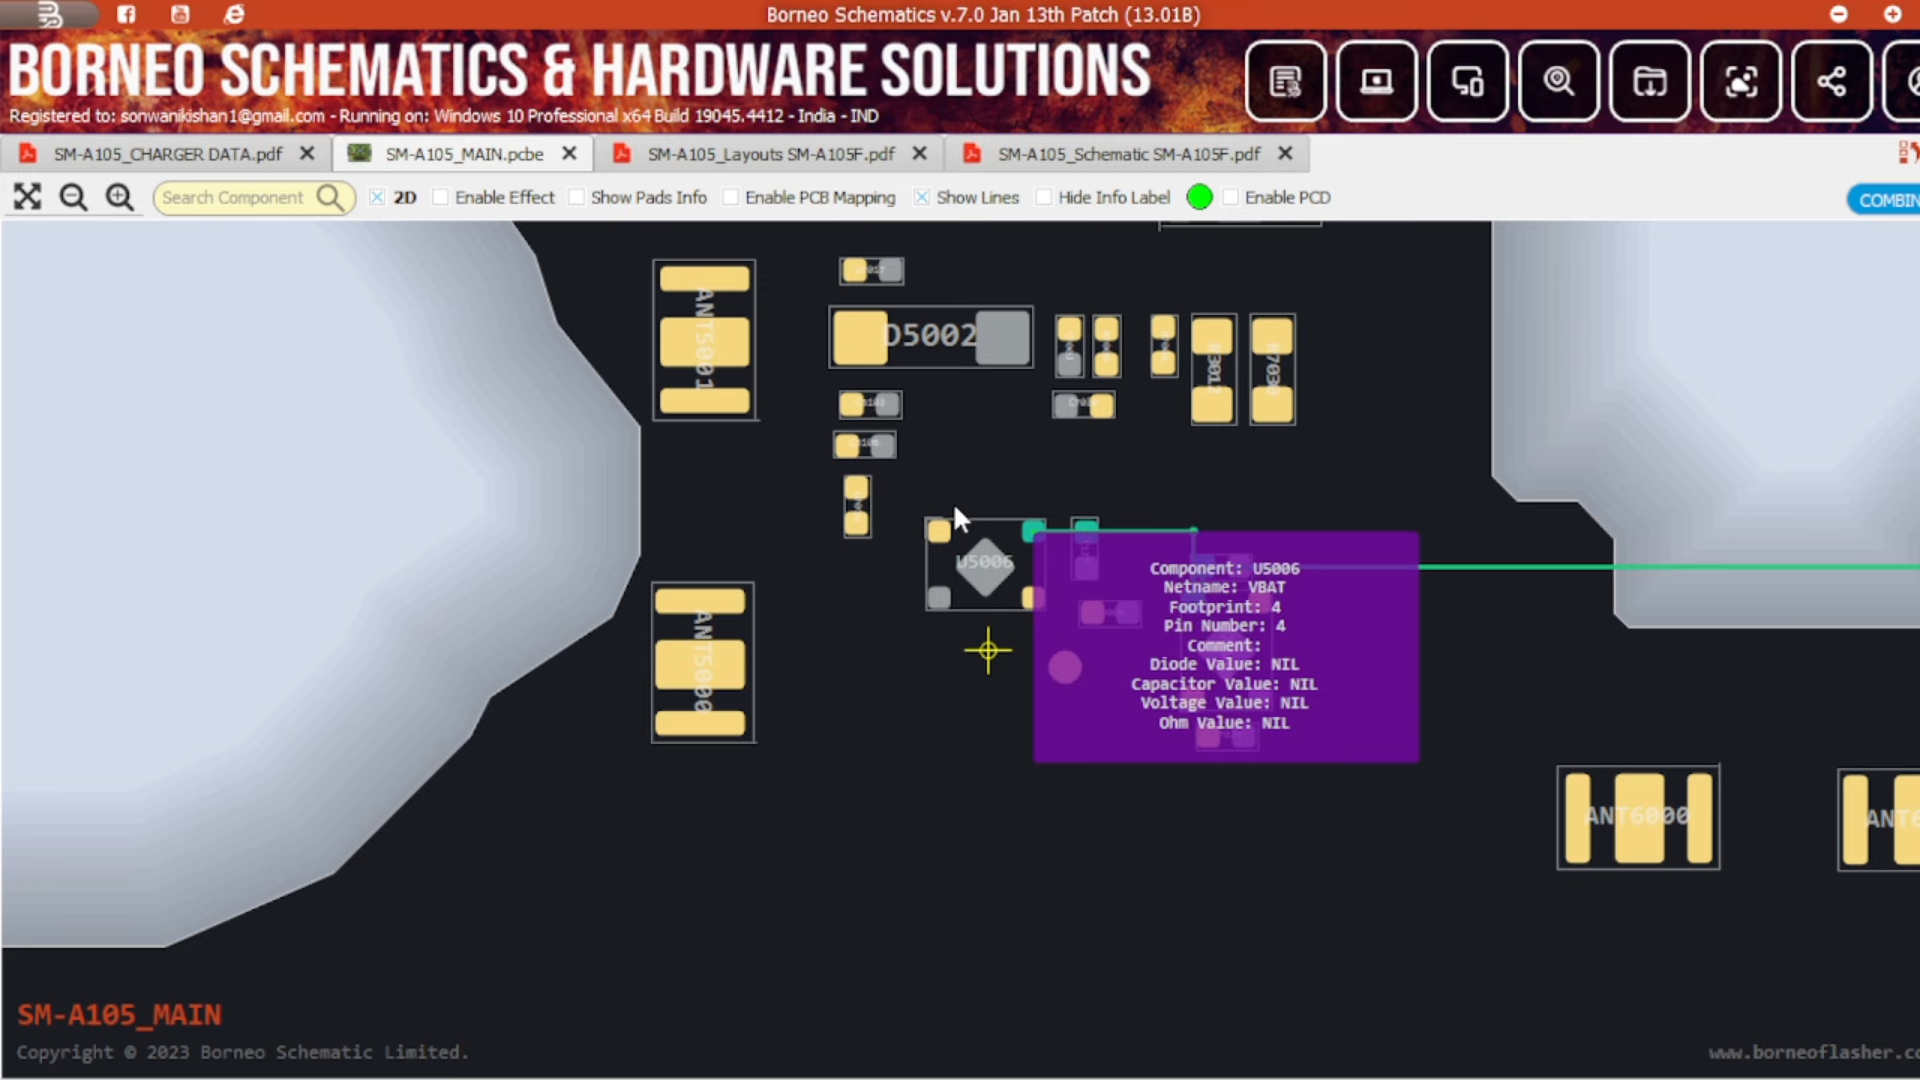 Borneo Schematics v.7.0 Jan 13th Patch (13.01B)
BORNEO SCHEMATICS & HARDWARE SOLUTIONS
Registered to: sonwanikishan1@gmail.com - Running on: Windows 10 Professional x64 Build 19045.4412 - India - IND
SM-A105_CHARGER DATA.pdf
SM-A105_MAIN.pcbe
SM-A105_Layouts SM-A105F.pdf
SM-A105_Schematic SM-A105F.pdf
Search Component
2D
Enable Effect
Show Pads Info
Enable PCB Mapping
Show Lines
Hide Info Label
Enable PCD
COMBIN
ANT5001
D5002
R3012
R7030
U5006
ANT5000
Component: U5006
Netname: VBAT
Footprint: 4
Pin Number: 4
Comment:
Diode Value: NIL
Capacitor Value: NIL
Voltage Value: NIL
Ohm Value: NIL
ANT6000
SM-A105_MAIN
Copyright © 2023 Borneo Schematic Limited.
www.borneoflasher.co